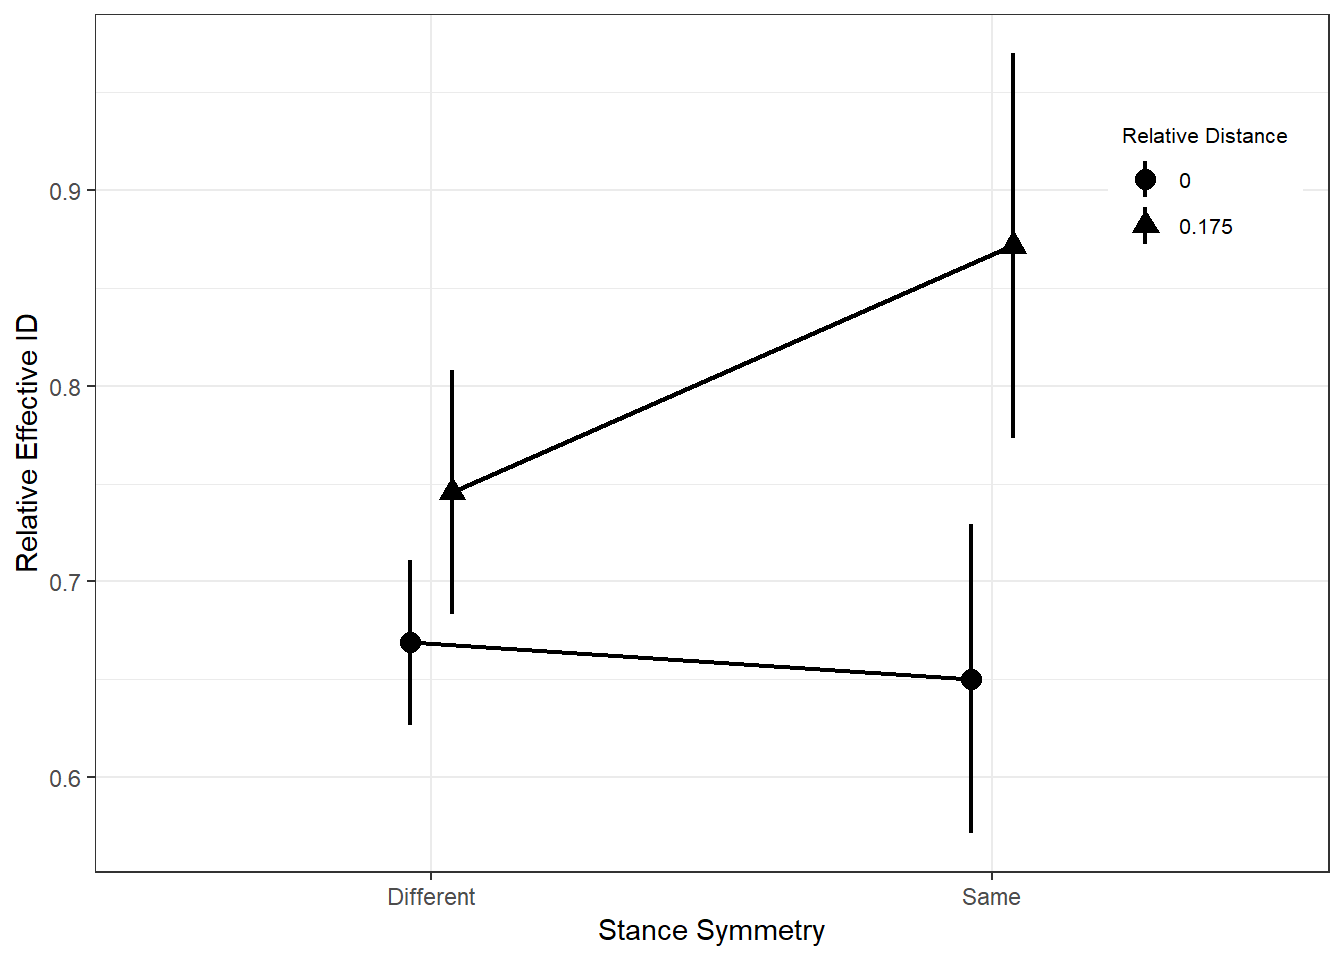 Relative Effective ID
0.9
0.8
0.7
0.6
Relative Distance
0
0.175
Different
Same
Stance Symmetry